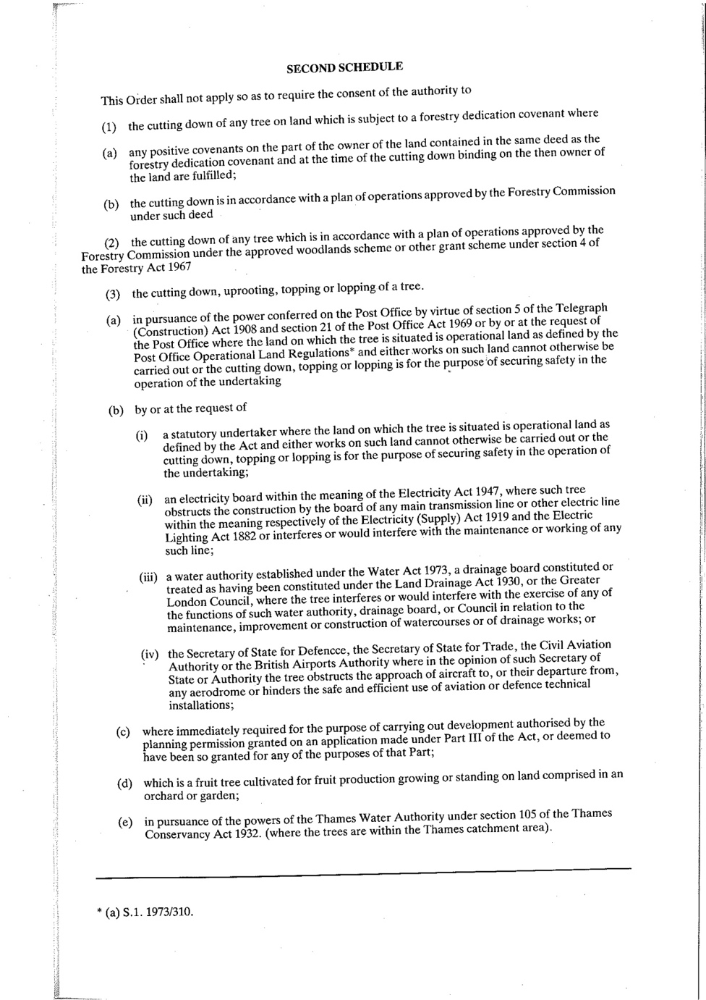 SECOND SCHEDULE
This Order shall not apply so as to require the consent of the authority to
(1) the cutting down of any tree on land which is subject to a forestry dedication covenant where
(a) any positive covenants on the part of the owner of the land contained in the same deed as the
forestry dedication covenant and at the time of the cutting down binding on the then owner of
the land are fulfilled;
(b) the cutting down is in accordance with a plan of operations approved by the Forestry Commission
under such deed
(2) the cutting down of any tree which is in accordance with a plan of operations approved by the
Forestry Commission under the approved woodlands scheme or other grant scheme under section 4 of
the Forestry Act 1967
(3) the cutting down, uprooting, topping or lopping of a tree.
(a) in pursuance of the power conferred on the Post Office by virtue of section 5 of the Telegraph
(Construction) Act 1908 and section 21 of the Post Office Act 1969 or by or at the request of
the Post Office where the land on which the tree is situated is operational land as defined by the
Post Office Operational Land Regulations* and either works on such land cannot otherwise be
carried out or the cutting down, topping or lopping is for the purpose of securing safety in the
operation of the undertaking
(b) by or at the request of
(i) a statutory undertaker where the land on which the tree is situated is operational land as
defined by the Act and either works on such land cannot otherwise be carried out or the
cutting down, topping or lopping is for the purpose of securing safety in the operation of
the undertaking;
(ii) an electricity board within the meaning of the Electricity Act 1947, where such tree
obstructs the construction by the board of any main transmission line or other electric line
within the meaning respectively of the Electricity (Supply) Act 1919 and the Electric
Lighting Act 1882 or interferes or would interfere with the maintenance or working of any
such line;
(iii) a water authority established under the Water Act 1973, a drainage board constituted or
treated as having been constituted under the Land Drainage Act 1930, or the Greater
London Council, where the tree interferes or would interfere with the exercise of any of
the functions of such water authority, drainage board, or Council in relation to the
maintenance, improvement or construction of watercourses or of drainage works; or
(iv) the Secretary of State for Defencce, the Secretary of State for Trade, the Civil Aviation
Authority or the British Airports Authority where in the opinion of such Secretary of
State or Authority the tree obstructs the approach of aircraft to, or their departure from,
any aerodrome or hinders the safe and efficient use of aviation or defence technical
installations;
(c) where immediately required for the purpose of carrying out development authorised by the
planning permission granted on an application made under Part III of the Act, or deemed to
have been so granted for any of the purposes of that Part;
(d) which is a fruit tree cultivated for fruit production growing or standing on land comprised in an
orchard or garden;
(e) in pursuance of the powers of the Thames Water Authority under section 105 of the Thames
Conservancy Act 1932. (where the trees are within the Thames catchment area).
* (a) S.1. 1973/310.